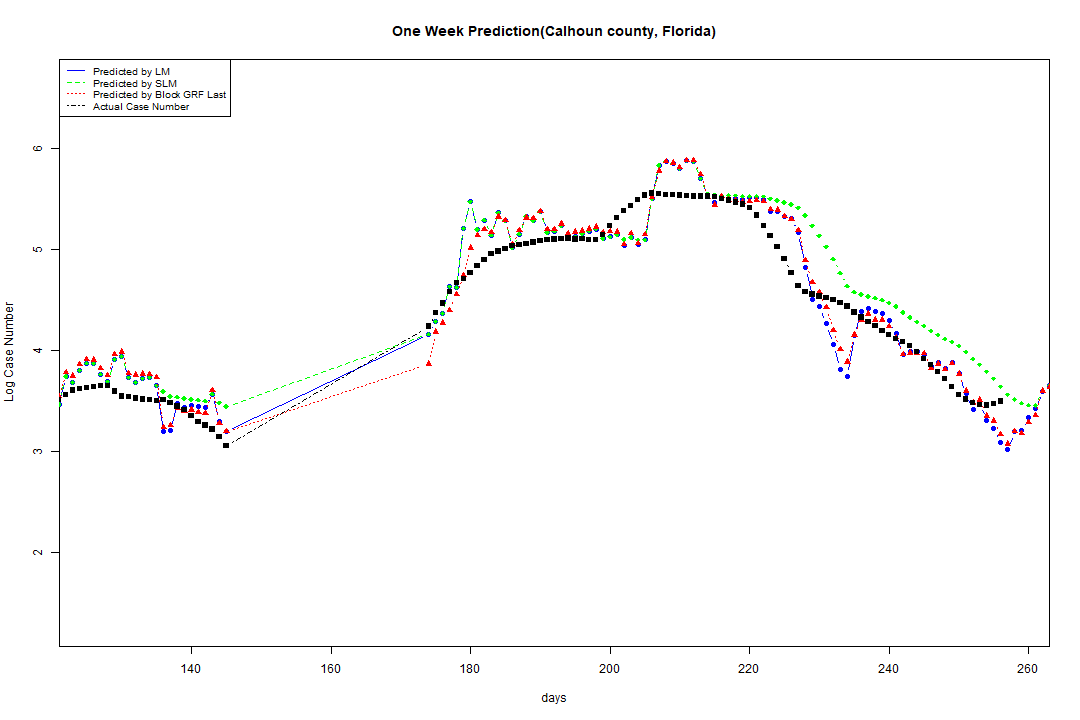 One Week Prediction(Calhoun county, Florida)
Predicted by LM
Predicted by SLM
Predicted by Block GRF Last
Actual Case Number
Log Case Number
6
5
4
3
2
140 160 180 200 220 240 260
days